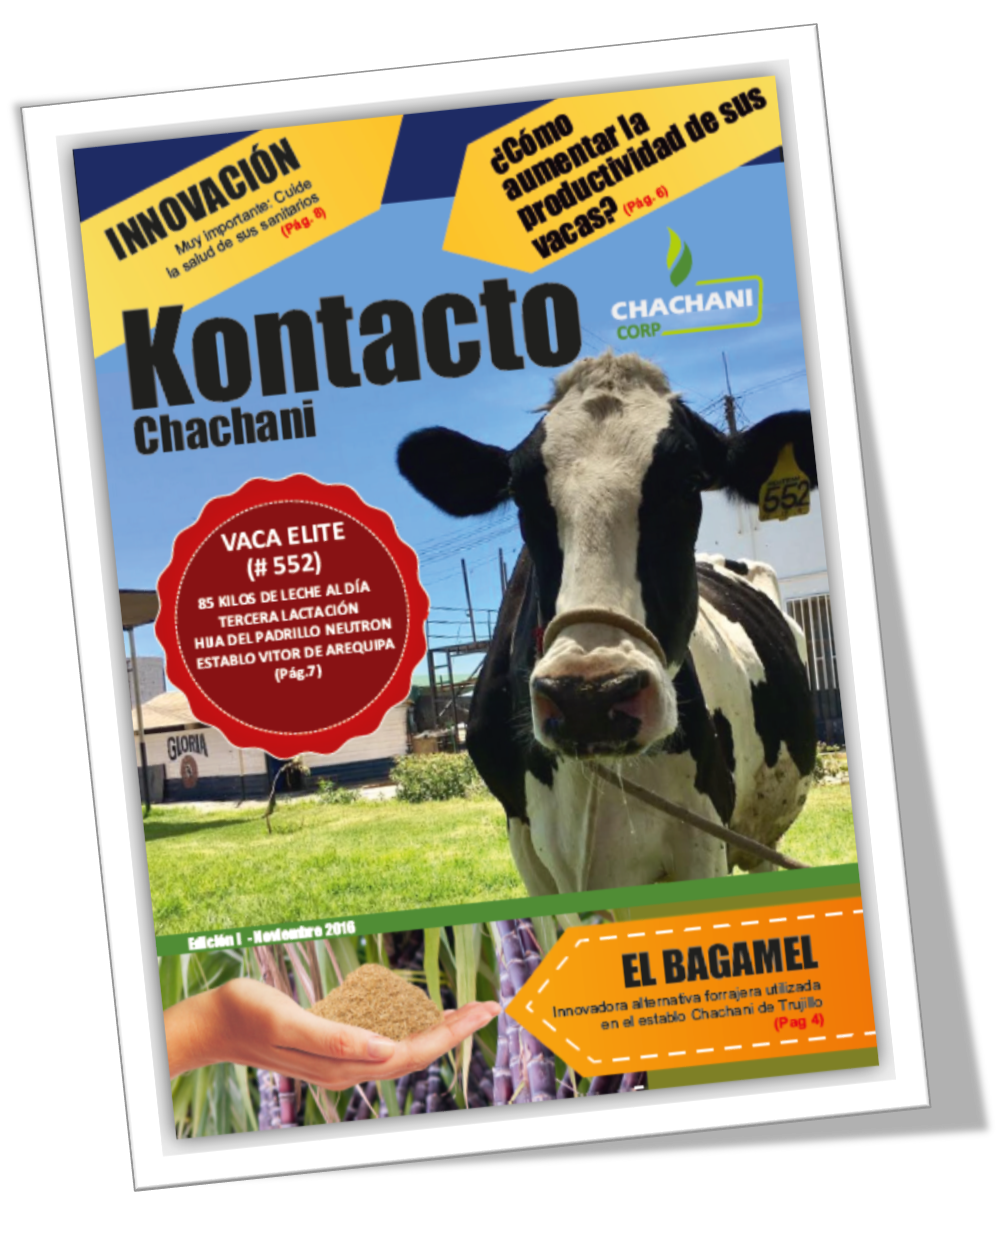 INNOVACIÓN
Muy importante: Cuide
la salud de sus sanitarios
(Pág. 8)
¿Cómo
aumentar la
productividad de sus
vacas? (Pág. 6)
CHACHANI
CORP
Kontacto
Chachani
552
VACA ELITE
(# 552)
85 KILOS DE LECHE AL DÍA
TERCERA LACTACIÓN
HIJA DEL PADRILLO NEUTRON
ESTABLO VITOR DE AREQUIPA
(Pág.7)
GLORIA
Edición I - Noviembre 2016
EL BAGAMEL
Innovadora alternativa forrajera utilizada
en el establo Chachani de Trujillo
(Pag 4)